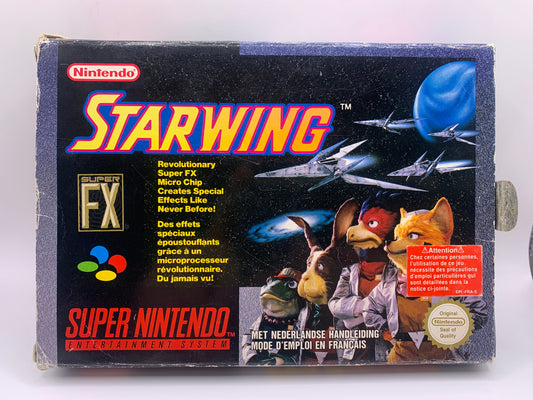 Nintendo
STARWING™
Revolutionary
Super FX
Micro Chip
Creates Special
Effects Like
Never Before!
SUPER
FX
Des effets
spéciaux
époustouflants
grâce à un
microprocesseur
révolutionnaire.
Du jamais vu!
⚠Attention⚠
Chez certaines personnes,
l'utilisation de ce jeu
nécessite des précautions
d'emploi particulières qui
sont détaillées dans la
notice ci-jointe.
SUPER NINTENDO™
ENTERTAINMENT SYSTEM
MET NEDERLANDSE HANDLEIDING
MODE D'EMPLOI EN FRANÇAIS
Original
Nintendo
Seal of
Quality